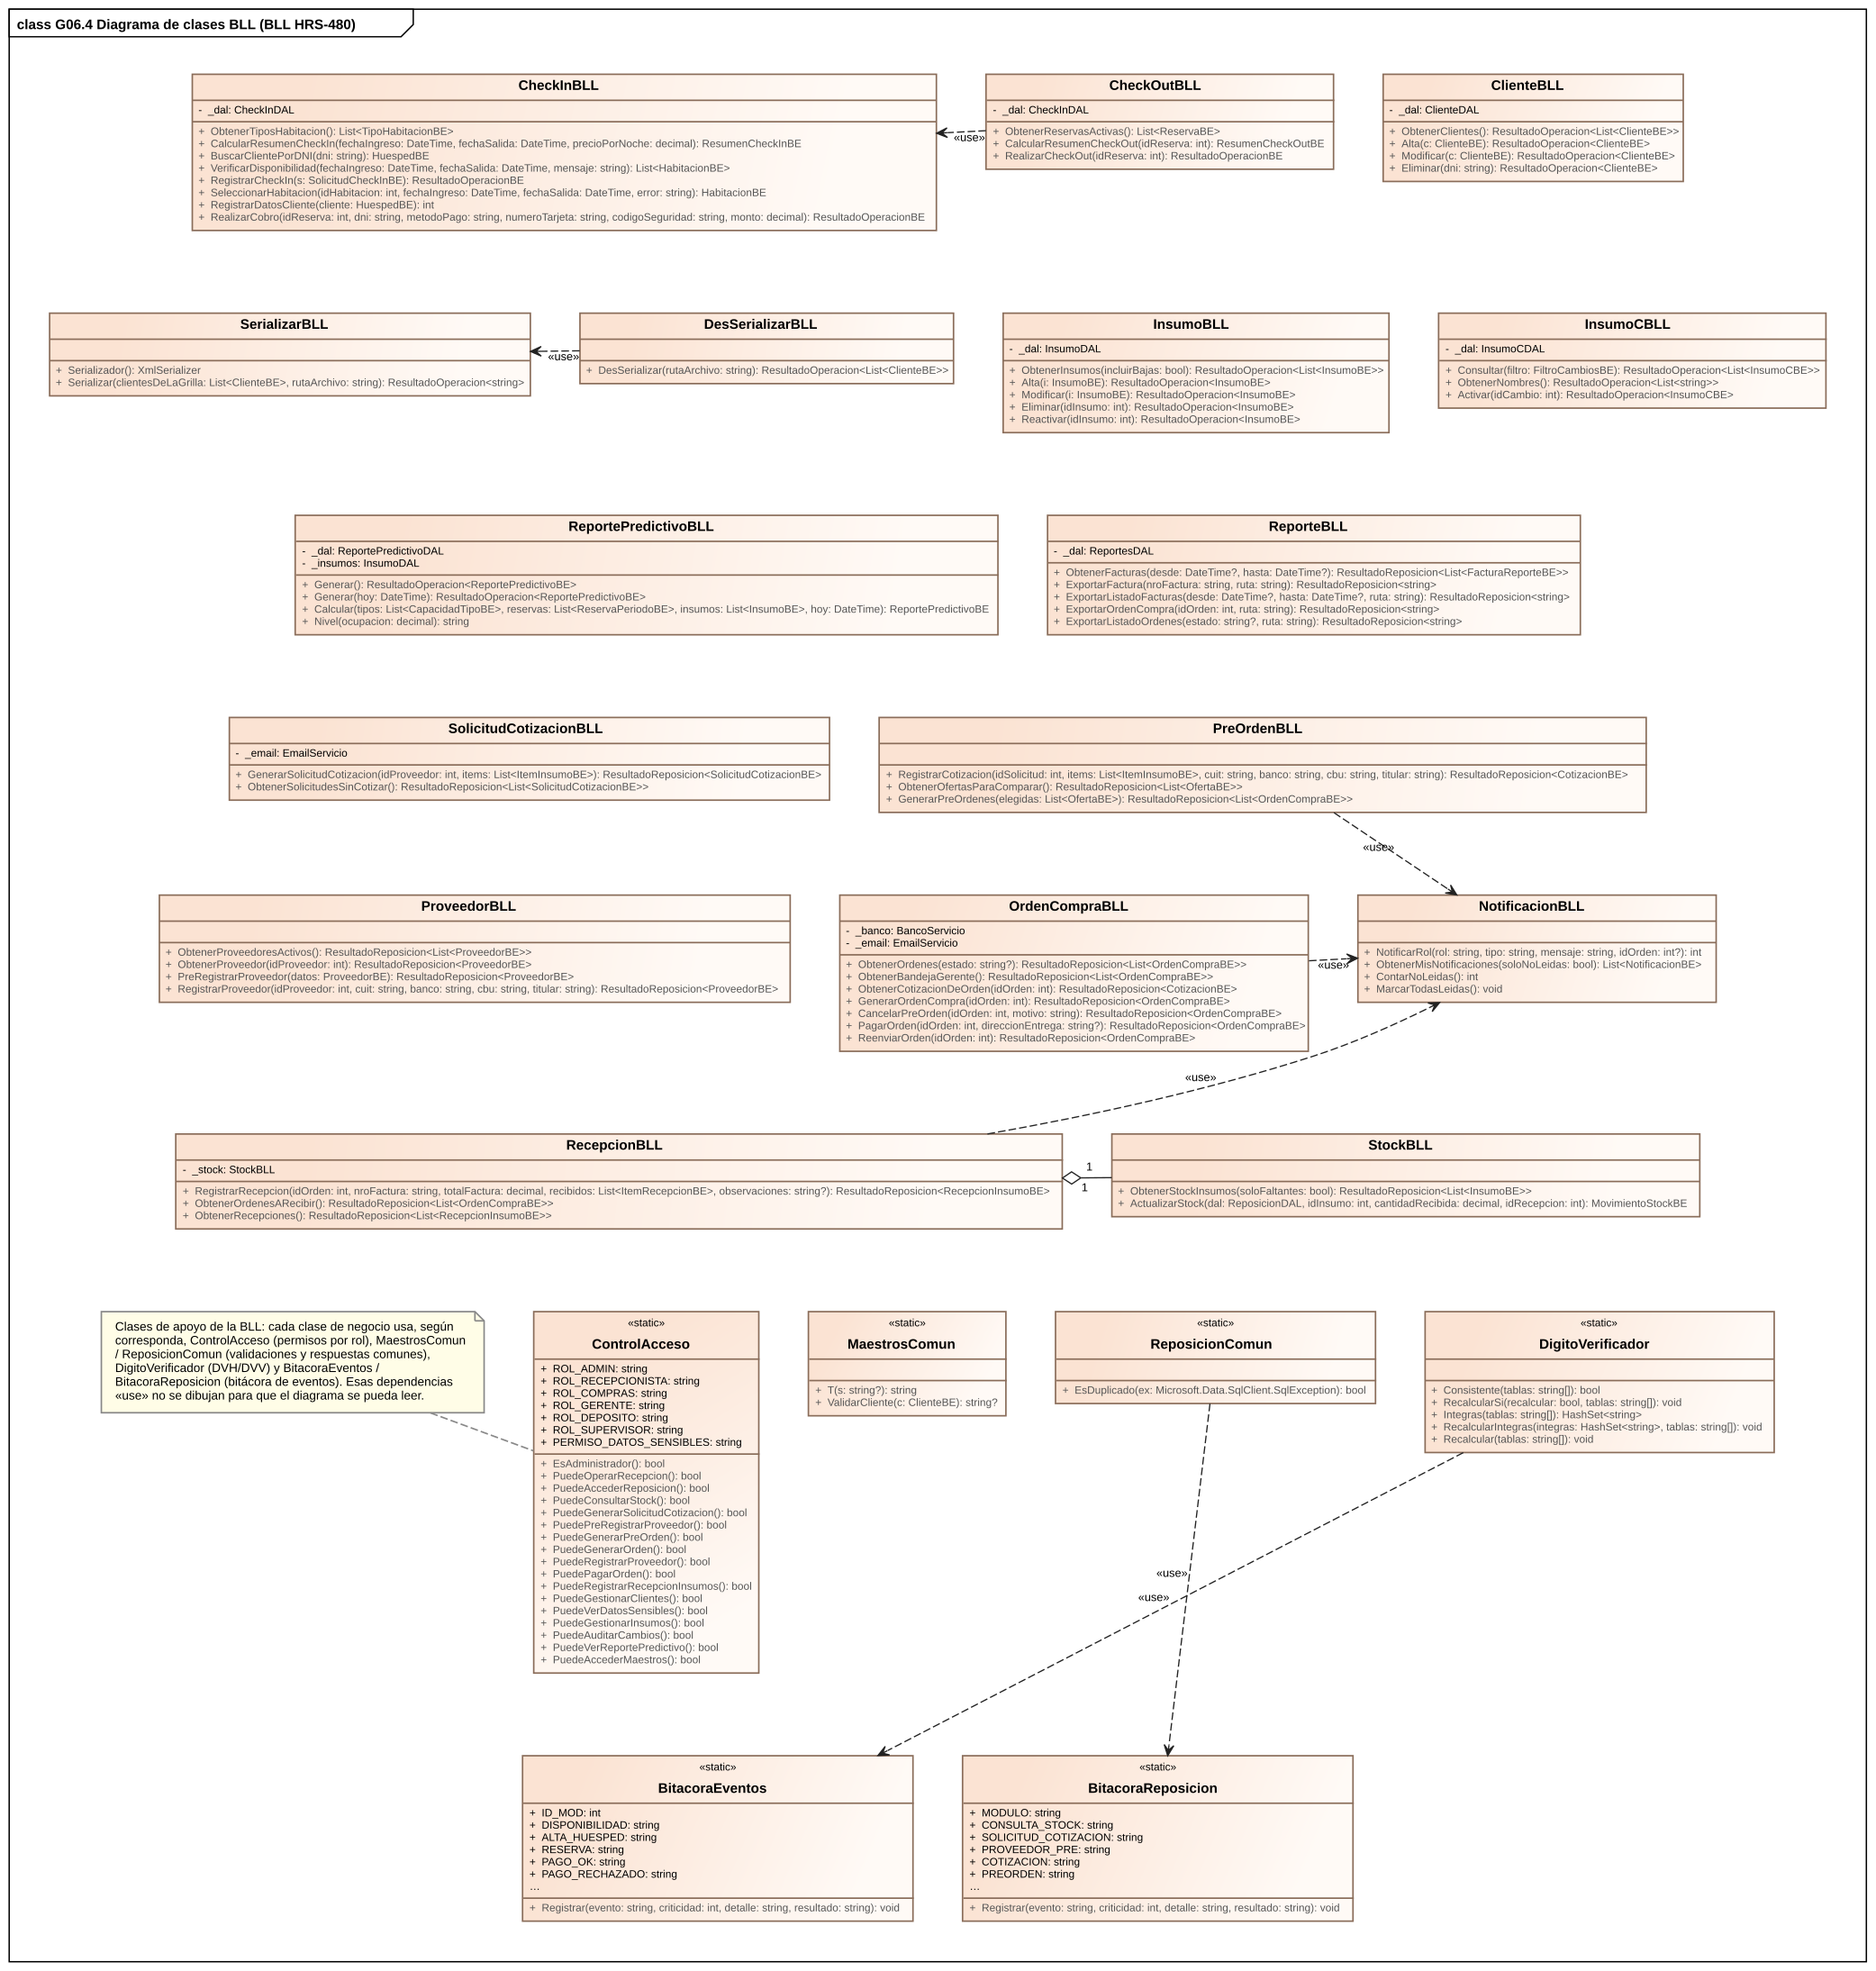 class G06.4 Diagrama de clases BLL (BLL HRS-480)
CheckInBLL
- _dal: CheckInDAL
+ ObtenerTiposHabitacion(): List<TipoHabitacionBE>
+ CalcularResumenCheckIn(fechaIngreso: DateTime, fechaSalida: DateTime, precioPorNoche: decimal): ResumenCheckInBE
+ BuscarClientePorDNI(dni: string): HuespedBE
+ VerificarDisponibilidad(fechaIngreso: DateTime, fechaSalida: DateTime, mensaje: string): List<HabitacionBE>
+ RegistrarCheckIn(s: SolicitudCheckInBE): ResultadoOperacionBE
+ SeleccionarHabitacion(idHabitacion: int, fechaIngreso: DateTime, fechaSalida: DateTime, error: string): HabitacionBE
+ RegistrarDatosCliente(cliente: HuespedBE): int
+ RealizarCobro(idReserva: int, dni: string, metodoPago: string, numeroTarjeta: string, codigoSeguridad: string, monto: decimal): ResultadoOperacionBE
«use»
CheckOutBLL
- _dal: CheckInDAL
+ ObtenerReservasActivas(): List<ReservaBE>
+ CalcularResumenCheckOut(idReserva: int): ResumenCheckOutBE
+ RealizarCheckOut(idReserva: int): ResultadoOperacionBE
ClienteBLL
- _dal: ClienteDAL
+ ObtenerClientes(): ResultadoOperacion<List<ClienteBE>>
+ Alta(c: ClienteBE): ResultadoOperacion<ClienteBE>
+ Modificar(c: ClienteBE): ResultadoOperacion<ClienteBE>
+ Eliminar(dni: string): ResultadoOperacion<ClienteBE>
SerializarBLL
+ Serializador(): XmlSerializer
+ Serializar(clientesDeLaGrilla: List<ClienteBE>, rutaArchivo: string): ResultadoOperacion<string>
«use»
DesSerializarBLL
+ DesSerializar(rutaArchivo: string): ResultadoOperacion<List<ClienteBE>>
InsumoBLL
- _dal: InsumoDAL
+ ObtenerInsumos(incluirBajas: bool): ResultadoOperacion<List<InsumoBE>>
+ Alta(i: InsumoBE): ResultadoOperacion<InsumoBE>
+ Modificar(i: InsumoBE): ResultadoOperacion<InsumoBE>
+ Eliminar(idInsumo: int): ResultadoOperacion<InsumoBE>
+ Reactivar(idInsumo: int): ResultadoOperacion<InsumoBE>
InsumoCBLL
- _dal: InsumoCDAL
+ Consultar(filtro: FiltroCambiosBE): ResultadoOperacion<List<InsumoCBE>>
+ ObtenerNombres(): ResultadoOperacion<List<string>>
+ Activar(idCambio: int): ResultadoOperacion<InsumoCBE>
ReportePredictivoBLL
- _dal: ReportePredictivoDAL
- _insumos: InsumoDAL
+ Generar(): ResultadoOperacion<ReportePredictivoBE>
+ Generar(hoy: DateTime): ResultadoOperacion<ReportePredictivoBE>
+ Calcular(tipos: List<CapacidadTipoBE>, reservas: List<ReservaPeriodoBE>, insumos: List<InsumoBE>, hoy: DateTime): ReportePredictivoBE
+ Nivel(ocupacion: decimal): string
ReporteBLL
- _dal: ReportesDAL
+ ObtenerFacturas(desde: DateTime?, hasta: DateTime?): ResultadoReposicion<List<FacturaReporteBE>>
+ ExportarFactura(nroFactura: string, ruta: string): ResultadoReposicion<string>
+ ExportarListadoFacturas(desde: DateTime?, hasta: DateTime?, ruta: string): ResultadoReposicion<string>
+ ExportarOrdenCompra(idOrden: int, ruta: string): ResultadoReposicion<string>
+ ExportarListadoOrdenes(estado: string?, ruta: string): ResultadoReposicion<string>
SolicitudCotizacionBLL
- _email: EmailServicio
+ GenerarSolicitudCotizacion(idProveedor: int, items: List<ItemInsumoBE>): ResultadoReposicion<SolicitudCotizacionBE>
+ ObtenerSolicitudesSinCotizar(): ResultadoReposicion<List<SolicitudCotizacionBE>>
PreOrdenBLL
+ RegistrarCotizacion(idSolicitud: int, items: List<ItemInsumoBE>, cuit: string, banco: string, cbu: string, titular: string): ResultadoReposicion<CotizacionBE>
+ ObtenerOfertasParaComparar(): ResultadoReposicion<List<OfertaBE>>
+ GenerarPreOrdenes(elegidas: List<OfertaBE>): ResultadoReposicion<List<OrdenCompraBE>>
«use»
ProveedorBLL
+ ObtenerProveedoresActivos(): ResultadoReposicion<List<ProveedorBE>>
+ ObtenerProveedor(idProveedor: int): ResultadoReposicion<ProveedorBE>
+ PreRegistrarProveedor(datos: ProveedorBE): ResultadoReposicion<ProveedorBE>
+ RegistrarProveedor(idProveedor: int, cuit: string, banco: string, cbu: string, titular: string): ResultadoReposicion<ProveedorBE>
OrdenCompraBLL
- _banco: BancoServicio
- _email: EmailServicio
+ ObtenerOrdenes(estado: string?): ResultadoReposicion<List<OrdenCompraBE>>
+ ObtenerBandejaGerente(): ResultadoReposicion<List<OrdenCompraBE>>
+ ObtenerCotizacionDeOrden(idOrden: int): ResultadoReposicion<CotizacionBE>
+ GenerarOrdenCompra(idOrden: int): ResultadoReposicion<OrdenCompraBE>
+ CancelarPreOrden(idOrden: int, motivo: string): ResultadoReposicion<OrdenCompraBE>
+ PagarOrden(idOrden: int, direccionEntrega: string?): ResultadoReposicion<OrdenCompraBE>
+ ReenviarOrden(idOrden: int): ResultadoReposicion<OrdenCompraBE>
«use»
NotificacionBLL
+ NotificarRol(rol: string, tipo: string, mensaje: string, idOrden: int?): int
+ ObtenerMisNotificaciones(soloNoLeidas: bool): List<NotificacionBE>
+ ContarNoLeidas(): int
+ MarcarTodasLeidas(): void
«use»
RecepcionBLL
- _stock: StockBLL
+ RegistrarRecepcion(idOrden: int, nroFactura: string, totalFactura: decimal, recibidos: List<ItemRecepcionBE>, observaciones: string?): ResultadoReposicion<RecepcionInsumoBE>
+ ObtenerOrdenesARecibir(): ResultadoReposicion<List<OrdenCompraBE>>
+ ObtenerRecepciones(): ResultadoReposicion<List<RecepcionInsumoBE>>
1
1
StockBLL
+ ObtenerStockInsumos(soloFaltantes: bool): ResultadoReposicion<List<InsumoBE>>
+ ActualizarStock(dal: ReposicionDAL, idInsumo: int, cantidadRecibida: decimal, idRecepcion: int): MovimientoStockBE
Clases de apoyo de la BLL: cada clase de negocio usa, según
corresponda, ControlAcceso (permisos por rol), MaestrosComun
/ ReposicionComun (validaciones y respuestas comunes),
DigitoVerificador (DVH/DVV) y BitacoraEventos /
BitacoraReposicion (bitácora de eventos). Esas dependencias
«use» no se dibujan para que el diagrama se pueda leer.
«static»
ControlAcceso
+ ROL_ADMIN: string
+ ROL_RECEPCIONISTA: string
+ ROL_COMPRAS: string
+ ROL_GERENTE: string
+ ROL_DEPOSITO: string
+ ROL_SUPERVISOR: string
+ PERMISO_DATOS_SENSIBLES: string
+ EsAdministrador(): bool
+ PuedeOperarRecepcion(): bool
+ PuedeAccederReposicion(): bool
+ PuedeConsultarStock(): bool
+ PuedeGenerarSolicitudCotizacion(): bool
+ PuedePreRegistrarProveedor(): bool
+ PuedeGenerarPreOrden(): bool
+ PuedeGenerarOrden(): bool
+ PuedeRegistrarProveedor(): bool
+ PuedePagarOrden(): bool
+ PuedeRegistrarRecepcionInsumos(): bool
+ PuedeGestionarClientes(): bool
+ PuedeVerDatosSensibles(): bool
+ PuedeGestionarInsumos(): bool
+ PuedeAuditarCambios(): bool
+ PuedeVerReportePredictivo(): bool
+ PuedeAccederMaestros(): bool
«static»
MaestrosComun
+ T(s: string?): string
+ ValidarCliente(c: ClienteBE): string?
«static»
ReposicionComun
+ EsDuplicado(ex: Microsoft.Data.SqlClient.SqlException): bool
«static»
DigitoVerificador
+ Consistente(tablas: string[]): bool
+ RecalcularSi(recalcular: bool, tablas: string[]): void
+ Integras(tablas: string[]): HashSet<string>
+ RecalcularIntegras(integras: HashSet<string>, tablas: string[]): void
+ Recalcular(tablas: string[]): void
«use»
«use»
«static»
BitacoraEventos
+ ID_MOD: int
+ DISPONIBILIDAD: string
+ ALTA_HUESPED: string
+ RESERVA: string
+ PAGO_OK: string
+ PAGO_RECHAZADO: string
...
+ Registrar(evento: string, criticidad: int, detalle: string, resultado: string): void
«static»
BitacoraReposicion
+ MODULO: string
+ CONSULTA_STOCK: string
+ SOLICITUD_COTIZACION: string
+ PROVEEDOR_PRE: string
+ COTIZACION: string
+ PREORDEN: string
...
+ Registrar(evento: string, criticidad: int, detalle: string, resultado: string): void